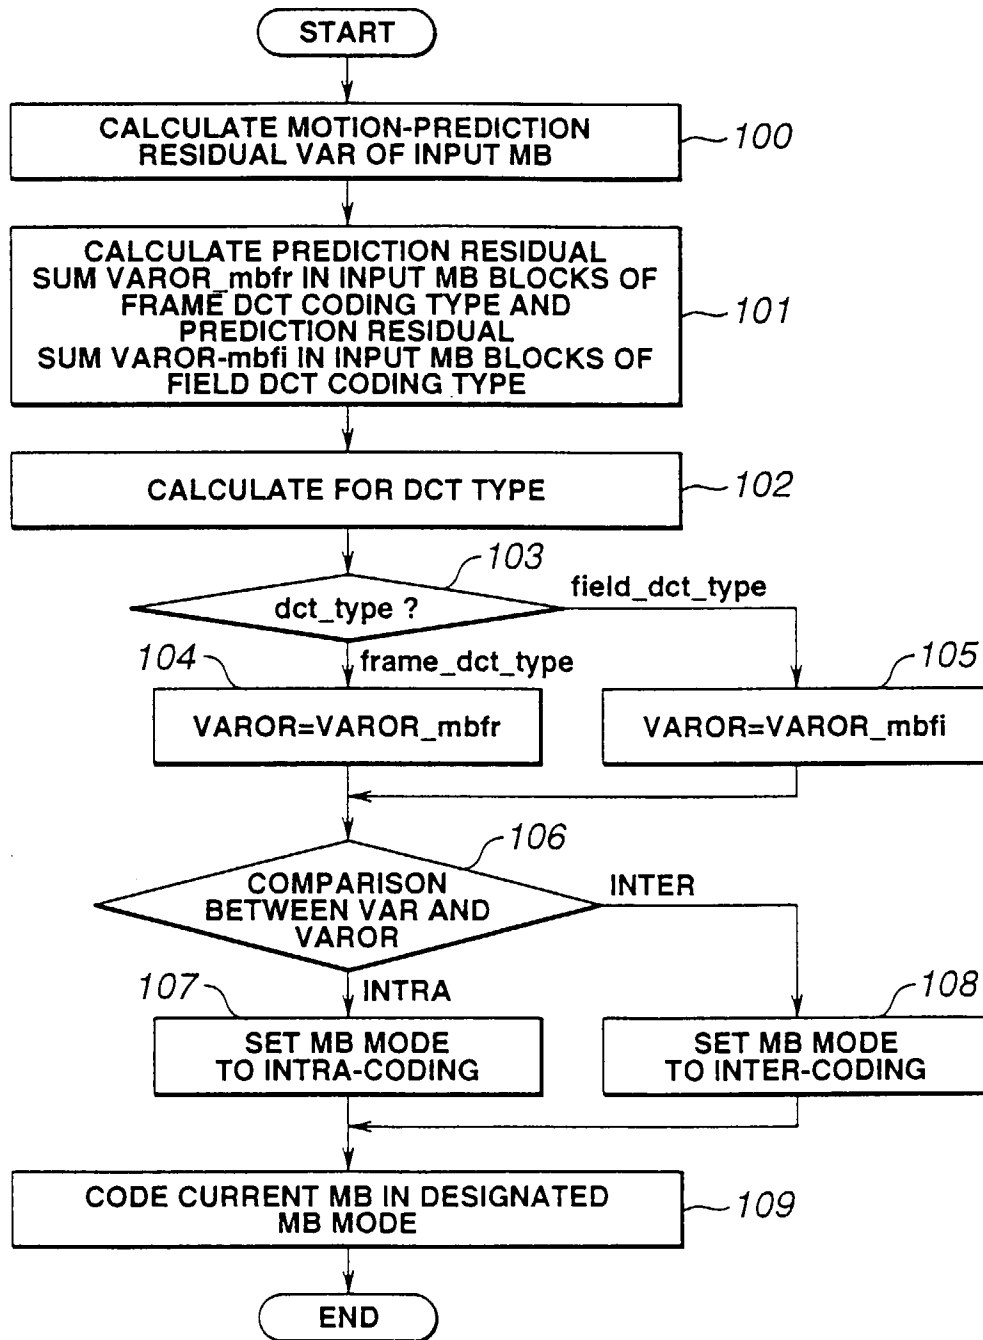 START
CALCULATE MOTION-PREDICTION
RESIDUAL VAR OF INPUT MB
100
CALCULATE PREDICTION RESIDUAL
SUM VAROR_mbfr IN INPUT MB BLOCKS OF
FRAME DCT CODING TYPE AND
PREDICTION RESIDUAL
SUM VAROR-mbfi IN INPUT MB BLOCKS OF
FIELD DCT CODING TYPE
101
CALCULATE FOR DCT TYPE
102
103
dct_type ?
field_dct_type
frame_dct_type
104
VAROR=VAROR_mbfr
105
VAROR=VAROR_mbfi
106
COMPARISON
BETWEEN VAR AND
VAROR
INTER
INTRA
107
SET MB MODE
TO INTRA-CODING
108
SET MB MODE
TO INTER-CODING
CODE CURRENT MB IN DESIGNATED
MB MODE
109
END